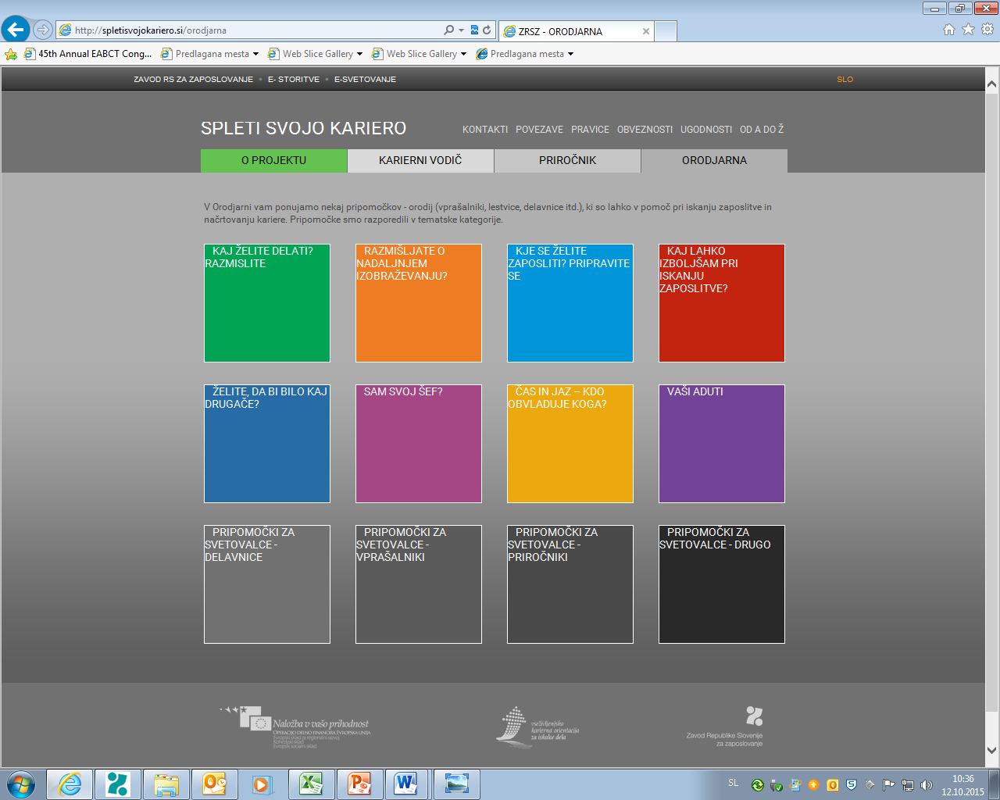 http://spletisvojokariero.si/orodjarna
ZRSZ - ORODJARNA
45th Annual EABCT Cong...
Predlagana mesta
Web Slice Gallery
Web Slice Gallery
Predlagana mesta
ZAVOD RS ZA ZAPOSLOVANJE • E- STORITVE • E-SVETOVANJE
SLO
SPLETI SVOJO KARIERO
KONTAKTI POVEZAVE PRAVICE OBVEZNOSTI UGODNOSTI OD A DO Ž
O PROJEKTU
KARIERNI VODIČ
PRIROČNIK
ORODJARNA
V Orodjarni vam ponujamo nekaj pripomočkov - orodij (vprašalniki, lestvice, delavnice itd.), ki so lahko v pomoč pri iskanju zaposlitve in
načrtovanju kariere. Pripomočke smo razporedili v tematske kategorije.
KAJ ŽELITE DELATI?
RAZMISLITE
RAZMIŠLJATE O
NADALJNJEM
IZOBRAŽEVANJU?
KJE SE ŽELITE
ZAPOSLITI? PRIPRAVITE
SE
KAJ LAHKO
IZBOLJŠAM PRI
ISKANJU
ZAPOSLITVE?
ŽELITE, DA BI BILO KAJ
DRUGAČE?
SAM SVOJ ŠEF?
ČAS IN JAZ – KDO
OBVLADUJE KOGA?
VAŠI ADUTI
PRIPOMOČKI ZA
SVETOVALCE -
DELAVNICE
PRIPOMOČKI ZA
SVETOVALCE -
VPRAŠALNIKI
PRIPOMOČKI ZA
SVETOVALCE -
PRIROČNIKI
PRIPOMOČKI ZA
SVETOVALCE - DRUGO
Naložba v vašo prihodnost
OPERACIJO DELNO FINANCIRA EVROPSKA UNIJA
Evropski sklad za regionalni razvoj
Kohezijski sklad
Evropski socialni sklad
vseživljenjska
karierna orientacija
za iskalce dela
Zavod Republike Slovenije
za zaposlovanje
SL
10:36
12.10.2015